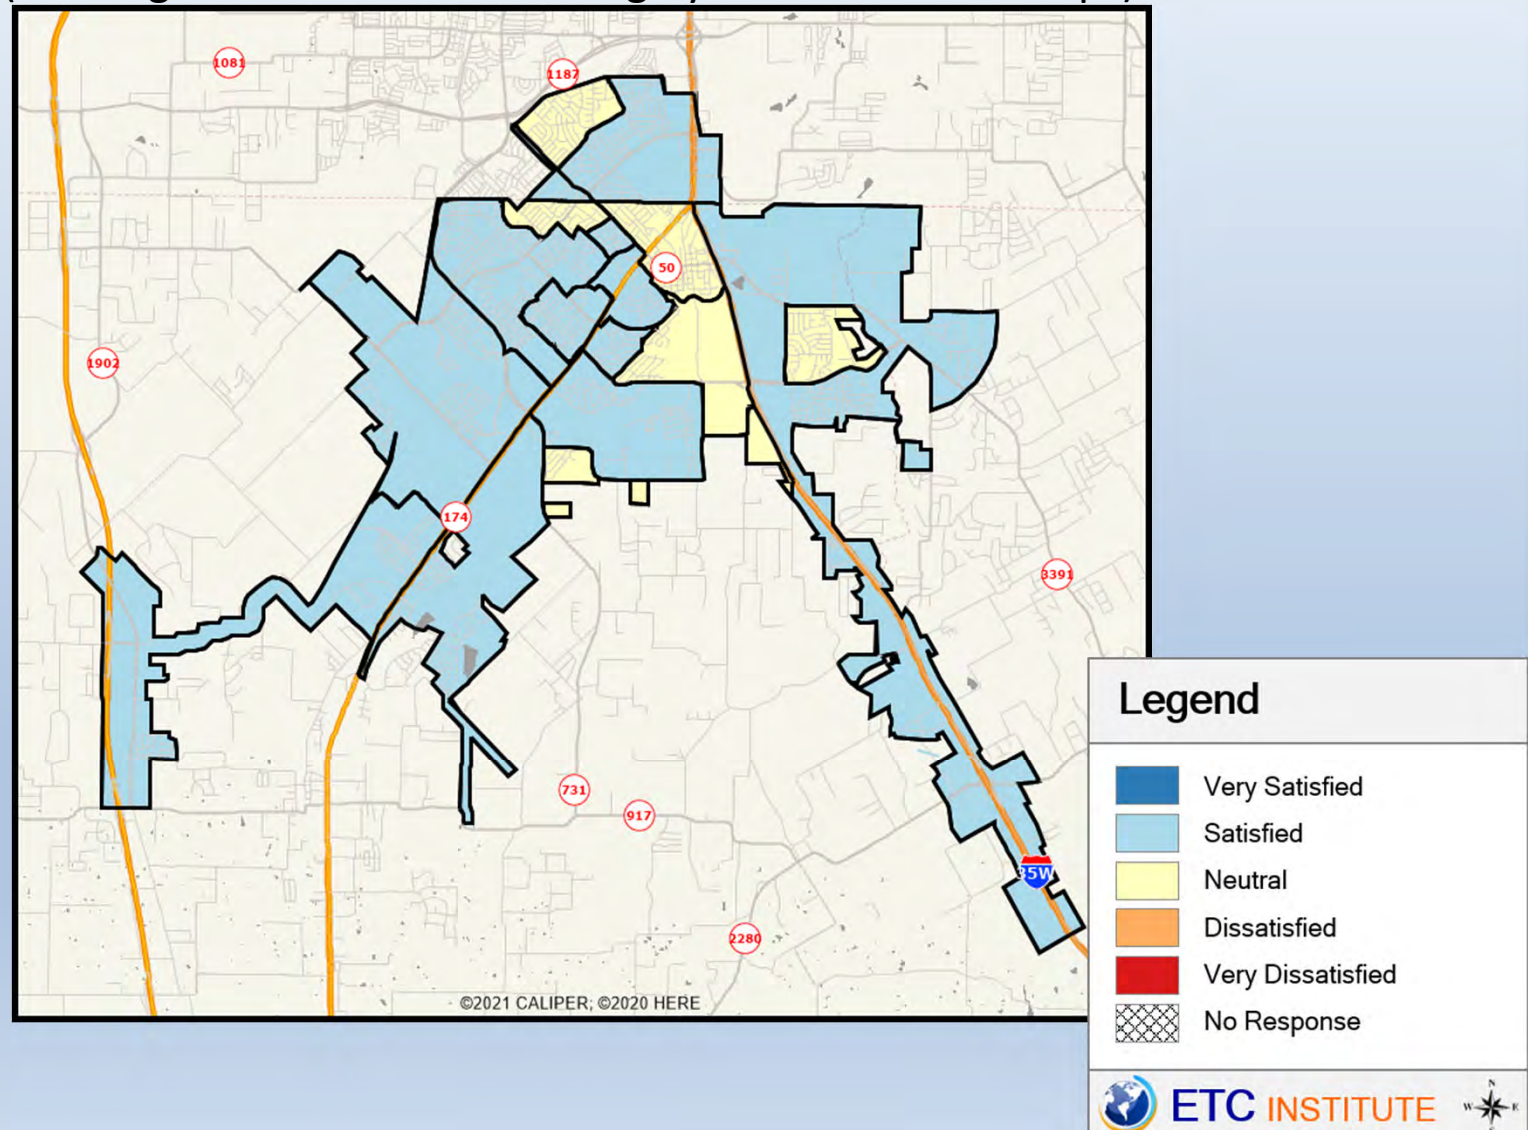 1081
1187
50
1902
174
3391
731
917
35W
2280
©2021 CALIPER; ©2020 HERE
Legend
Very Satisfied
Satisfied
Neutral
Dissatisfied
Very Dissatisfied
No Response
ETC INSTITUTE
N
W E